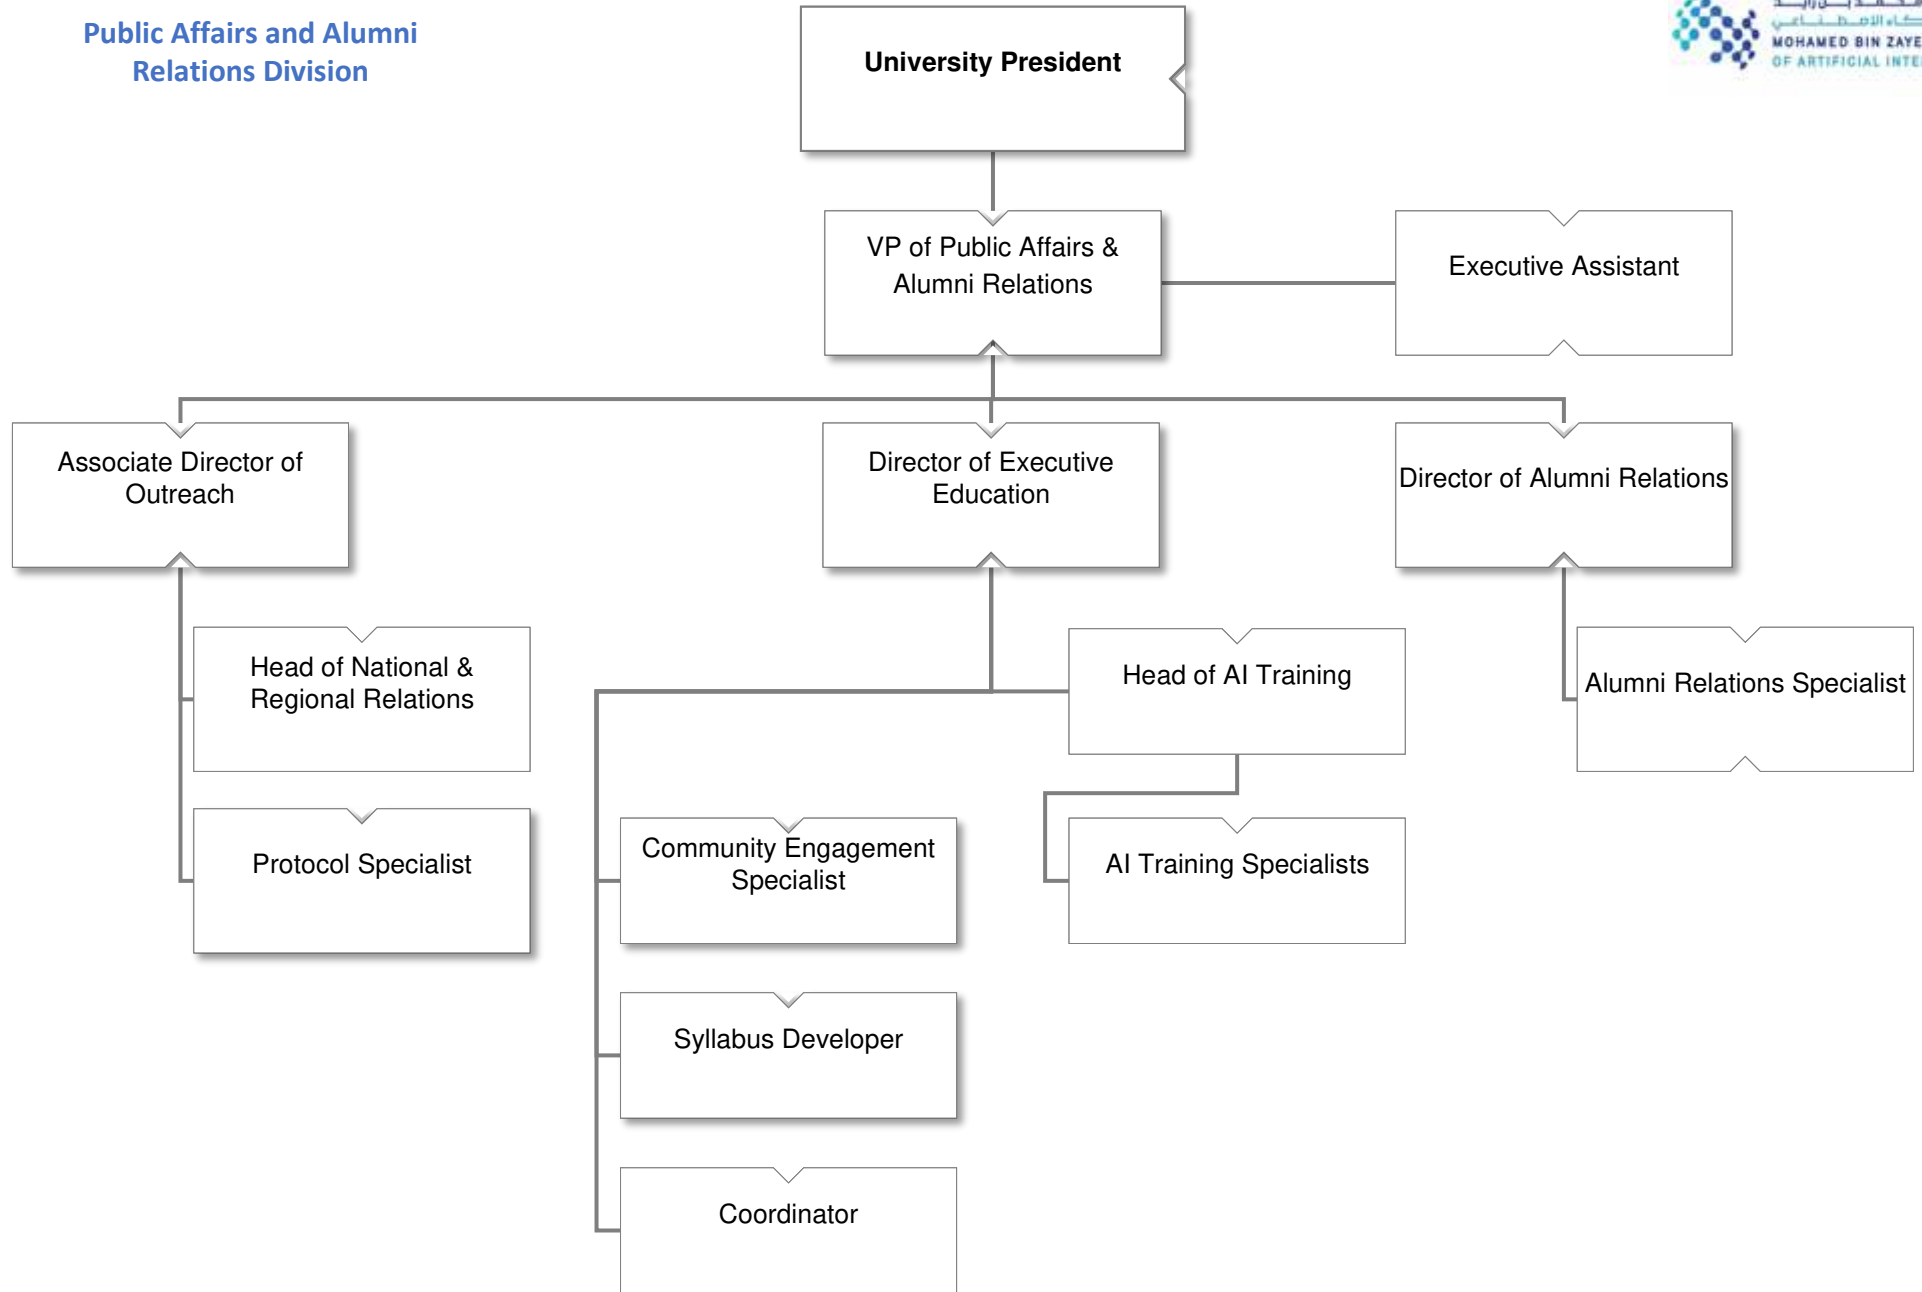 Public Affairs and Alumni
Relations Division
University President
MOHAMED BIN ZAYE
OF ARTIFICIAL INTE
VP of Public Affairs &
Alumni Relations
Executive Assistant
Associate Director of
Outreach
Director of Executive
Education
Director of Alumni Relations
Head of National &
Regional Relations
Head of AI Training
Alumni Relations Specialist
Protocol Specialist
Community Engagement
Specialist
AI Training Specialists
Syllabus Developer
Coordinator